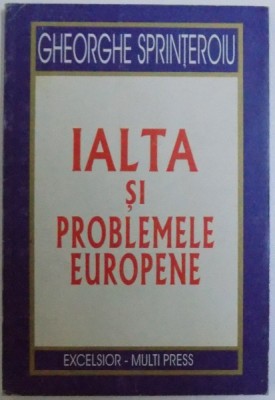 GHEORGHE SPRINȚEROIU
IALTA
ȘI
PROBLEMELE
EUROPENE
EXCELSIOR - MULTI PRESS